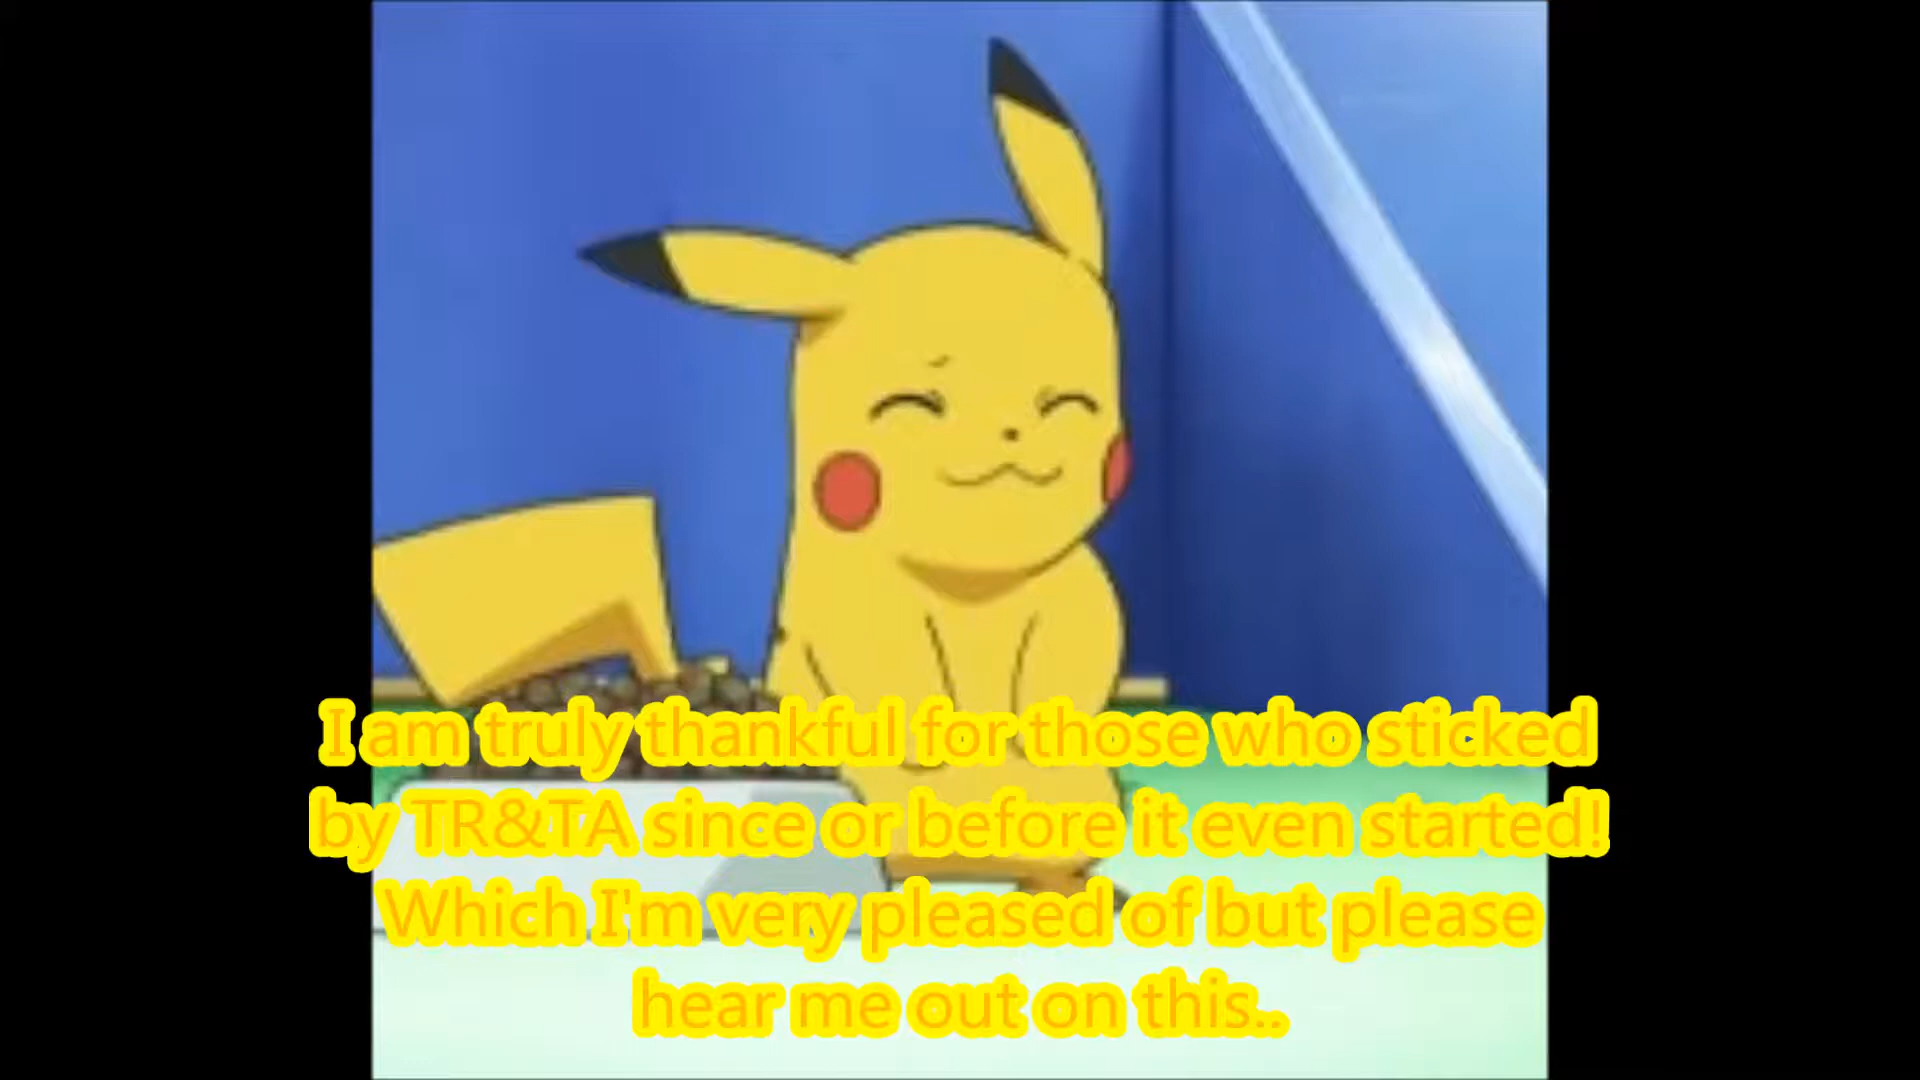 I am truly thankful for those who sticked
by TR&TA since or before it even started!
Which I'm very pleased of but please
hear me out on this..